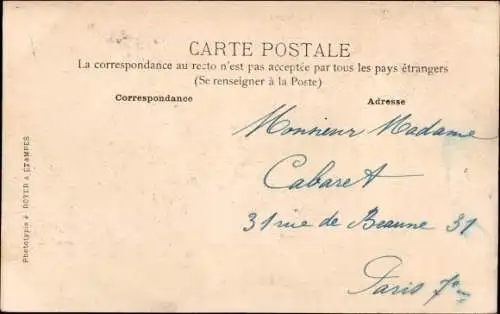 CARTE POSTALE
La correspondance au recto n'est pas acceptée par tous les pays étrangers
(Se renseigner à la Poste)
Correspondance
Adresse
Monsieur Madame
Cabaret
31 rue de Beaune 31
Paris 7e
Phototypie ROYER A ÉTAMPES